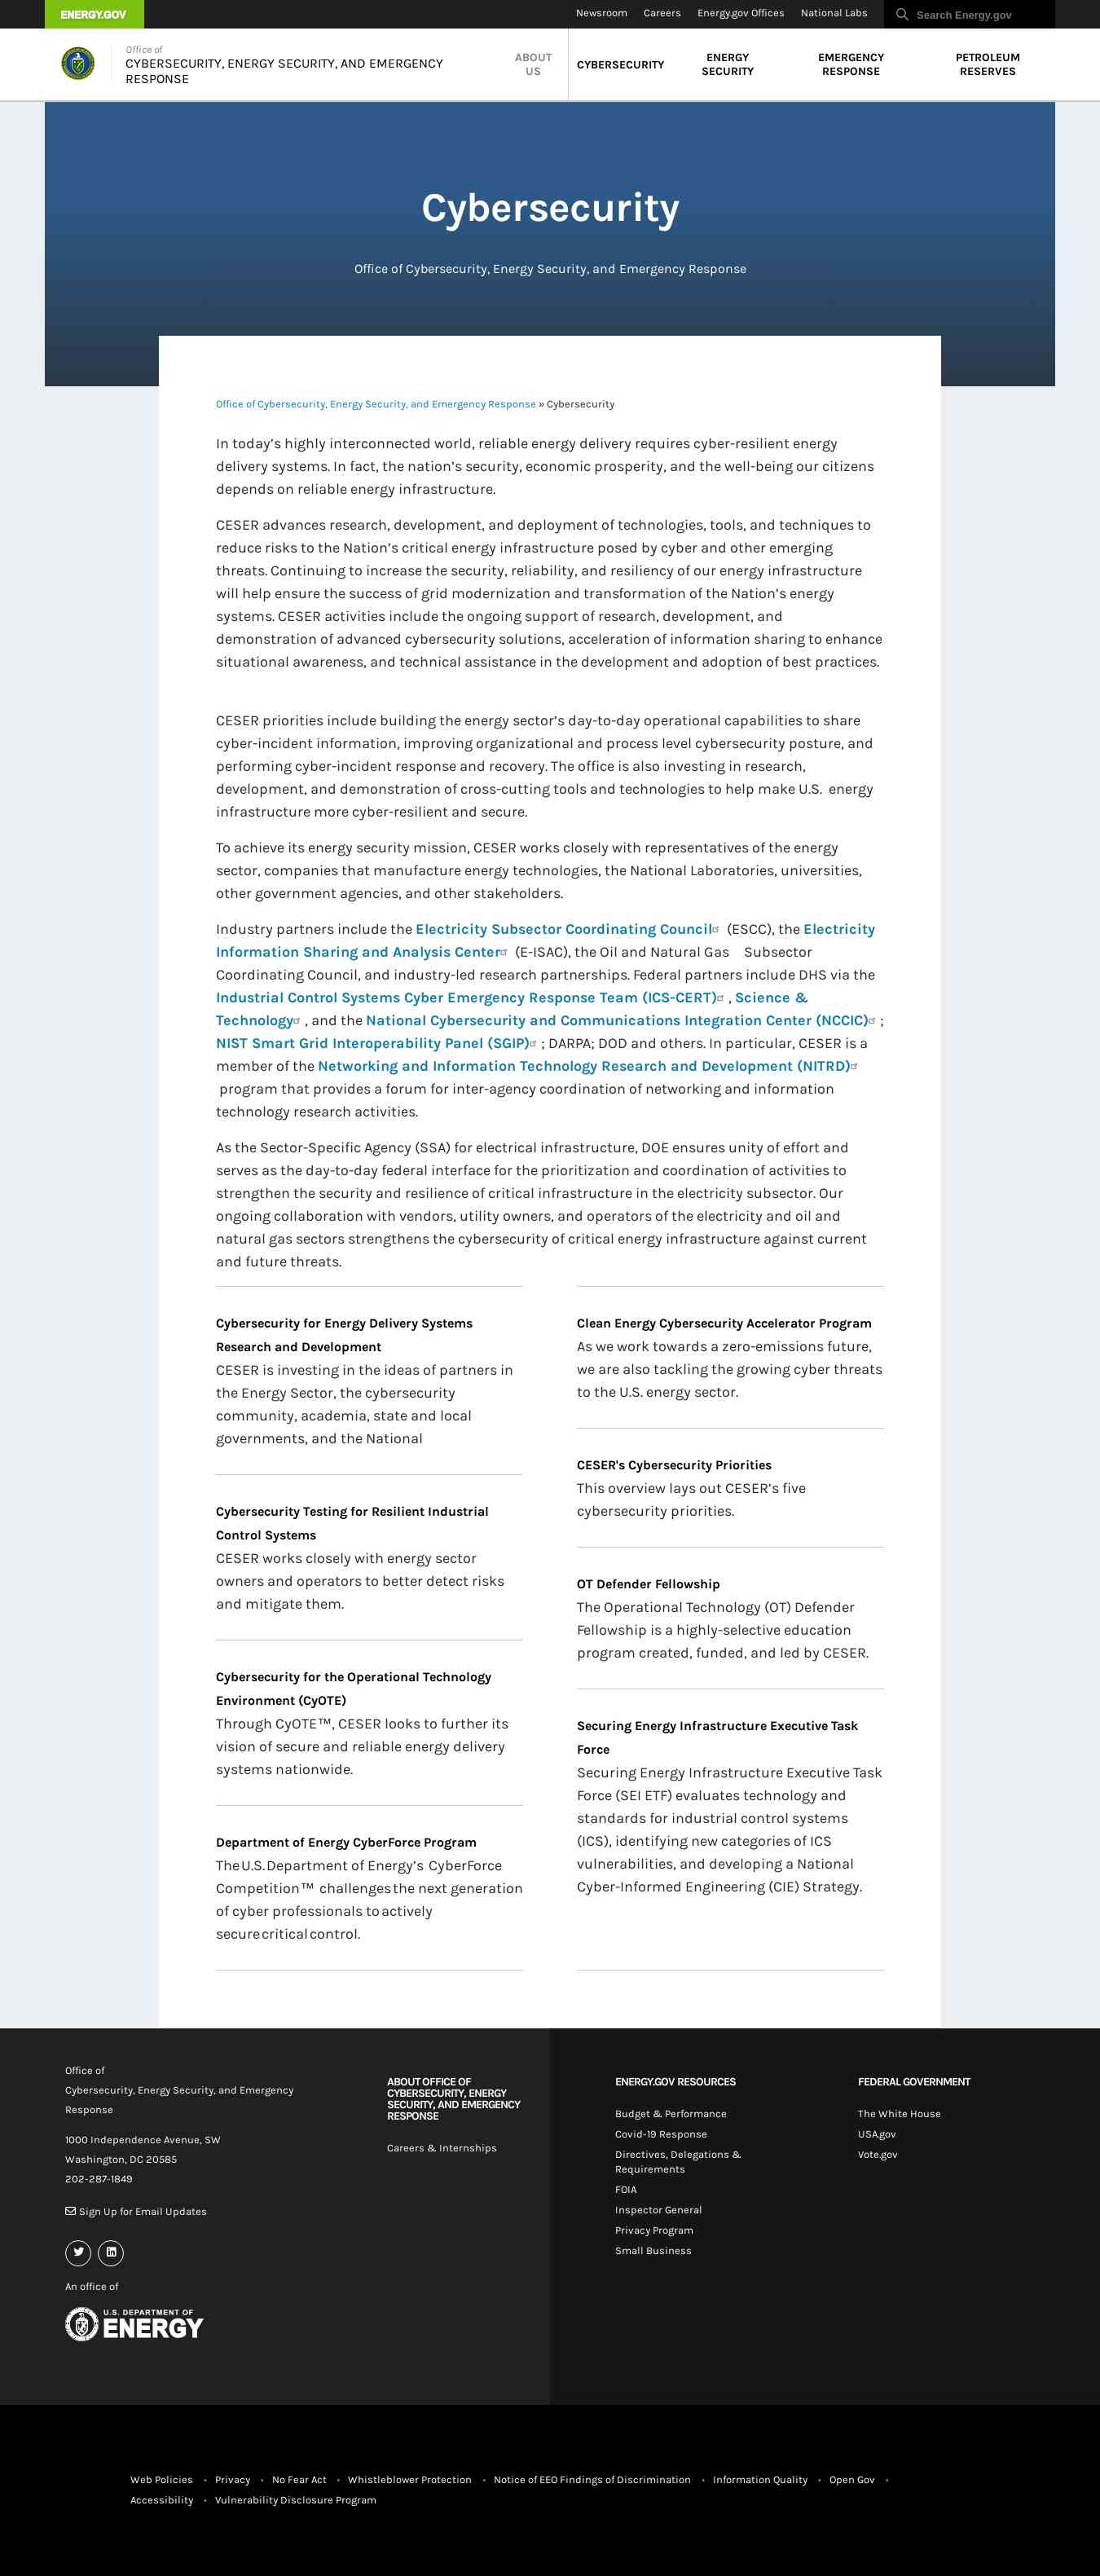 ENERGY.GOV
Newsroom Careers Energy.gov Offices National Labs Search Energy.gov
Office of
CYBERSECURITY, ENERGY SECURITY, AND EMERGENCY
RESPONSE
ABOUT
US
CYBERSECURITY
ENERGY
SECURITY
EMERGENCY
RESPONSE
PETROLEUM
RESERVES
Cybersecurity
Office of Cybersecurity, Energy Security, and Emergency Response
Office of Cybersecurity, Energy Security, and Emergency Response » Cybersecurity
In today’s highly interconnected world, reliable energy delivery requires cyber-resilient energy
delivery systems. In fact, the nation’s security, economic prosperity, and the well-being our citizens
depends on reliable energy infrastructure.
CESER advances research, development, and deployment of technologies, tools, and techniques to
reduce risks to the Nation’s critical energy infrastructure posed by cyber and other emerging
threats. Continuing to increase the security, reliability, and resiliency of our energy infrastructure
will help ensure the success of grid modernization and transformation of the Nation’s energy
systems. CESER activities include the ongoing support of research, development, and
demonstration of advanced cybersecurity solutions, acceleration of information sharing to enhance
situational awareness, and technical assistance in the development and adoption of best practices.
CESER priorities include building the energy sector’s day-to-day operational capabilities to share
cyber-incident information, improving organizational and process level cybersecurity posture, and
performing cyber-incident response and recovery. The office is also investing in research,
development, and demonstration of cross-cutting tools and technologies to help make U.S. energy
infrastructure more cyber-resilient and secure.
To achieve its energy security mission, CESER works closely with representatives of the energy
sector, companies that manufacture energy technologies, the National Laboratories, universities,
other government agencies, and other stakeholders.
Industry partners include the Electricity Subsector Coordinating Council (ESCC), the Electricity
Information Sharing and Analysis Center (E-ISAC), the Oil and Natural Gas Subsector
Coordinating Council, and industry-led research partnerships. Federal partners include DHS via the
Industrial Control Systems Cyber Emergency Response Team (ICS-CERT) , Science &
Technology , and the National Cybersecurity and Communications Integration Center (NCCIC) ;
NIST Smart Grid Interoperability Panel (SGIP) ; DARPA; DOD and others. In particular, CESER is a
member of the Networking and Information Technology Research and Development (NITRD)
program that provides a forum for inter-agency coordination of networking and information
technology research activities.
As the Sector-Specific Agency (SSA) for electrical infrastructure, DOE ensures unity of effort and
serves as the day-to-day federal interface for the prioritization and coordination of activities to
strengthen the security and resilience of critical infrastructure in the electricity subsector. Our
ongoing collaboration with vendors, utility owners, and operators of the electricity and oil and
natural gas sectors strengthens the cybersecurity of critical energy infrastructure against current
and future threats.
Cybersecurity for Energy Delivery Systems
Research and Development
CESER is investing in the ideas of partners in
the Energy Sector, the cybersecurity
community, academia, state and local
governments, and the National
Cybersecurity Testing for Resilient Industrial
Control Systems
CESER works closely with energy sector
owners and operators to better detect risks
and mitigate them.
Cybersecurity for the Operational Technology
Environment (CyOTE)
Through CyOTE™, CESER looks to further its
vision of secure and reliable energy delivery
systems nationwide.
Department of Energy CyberForce Program
The U.S. Department of Energy’s CyberForce
Competition™ challenges the next generation
of cyber professionals to actively
secure critical control.
Clean Energy Cybersecurity Accelerator Program
As we work towards a zero-emissions future,
we are also tackling the growing cyber threats
to the U.S. energy sector.
CESER's Cybersecurity Priorities
This overview lays out CESER’s five
cybersecurity priorities.
OT Defender Fellowship
The Operational Technology (OT) Defender
Fellowship is a highly-selective education
program created, funded, and led by CESER.
Securing Energy Infrastructure Executive Task
Force
Securing Energy Infrastructure Executive Task
Force (SEI ETF) evaluates technology and
standards for industrial control systems
(ICS), identifying new categories of ICS
vulnerabilities, and developing a National
Cyber-Informed Engineering (CIE) Strategy.
Office of
Cybersecurity, Energy Security, and Emergency
Response
1000 Independence Avenue, SW
Washington, DC 20585
202-287-1849
Sign Up for Email Updates
An office of
U.S. DEPARTMENT OF
ENERGY
ABOUT OFFICE OF
CYBERSECURITY, ENERGY
SECURITY, AND EMERGENCY
RESPONSE
Careers & Internships
ENERGY.GOV RESOURCES
Budget & Performance
Covid-19 Response
Directives, Delegations &
Requirements
FOIA
Inspector General
Privacy Program
Small Business
FEDERAL GOVERNMENT
The White House
USA.gov
Vote.gov
Web Policies • Privacy • No Fear Act • Whistleblower Protection • Notice of EEO Findings of Discrimination • Information Quality • Open Gov •
Accessibility • Vulnerability Disclosure Program